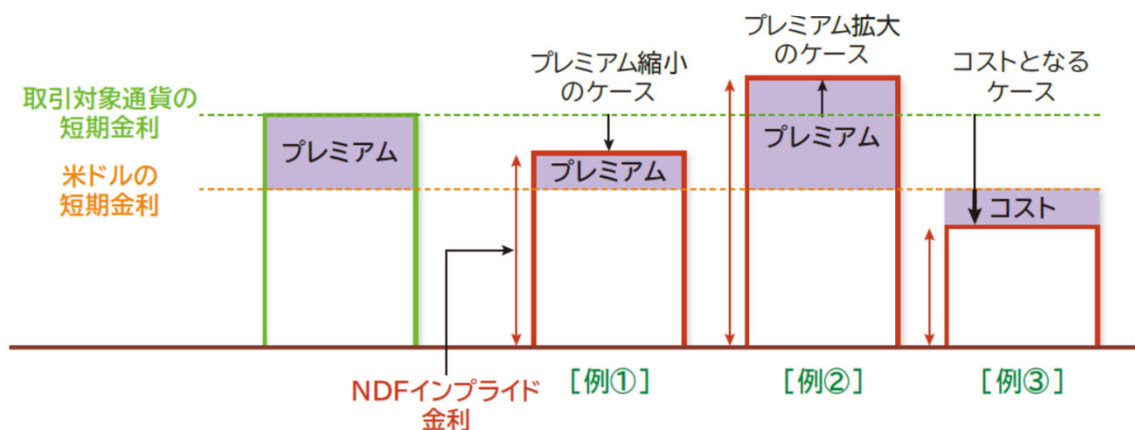 取引対象通貨の
短期金利
米ドルの
短期金利
プレミアム
プレミアム縮小
のケース
プレミアム
プレミアム拡大
のケース
プレミアム
コストとなる
ケース
コスト
NDFインプライド
金利
[例①]
[例②]
[例③]